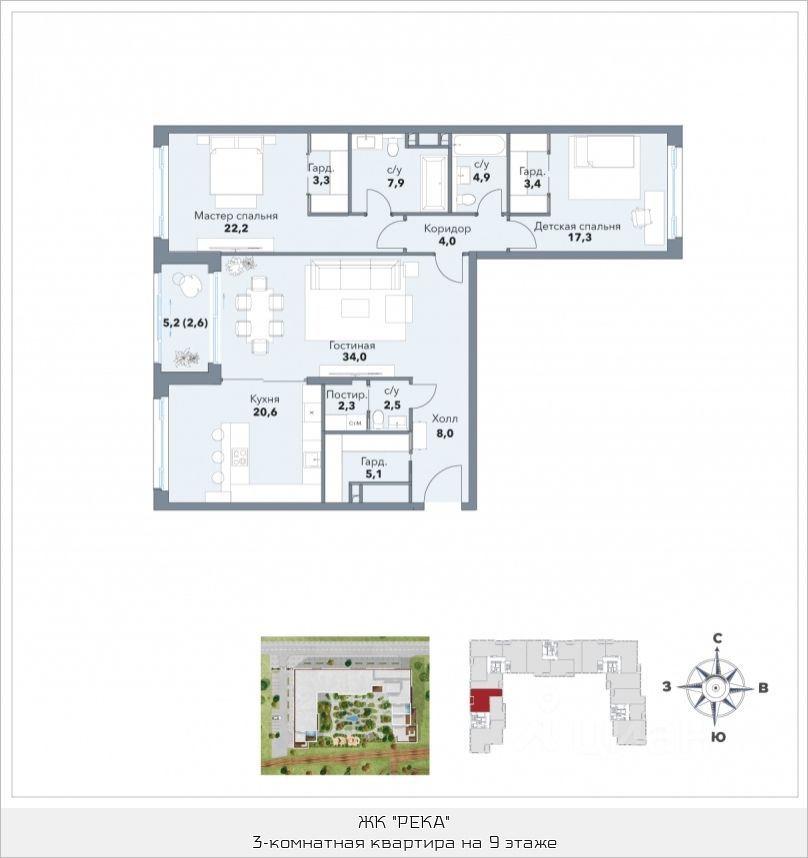 Гард.
3,3
с/у
7,9
с/у
4,9
Гард.
3,4
Мастер спальня
22,2
Коридор
4,0
Детская спальня
17,3
5,2 (2,6)
Гостиная
34,0
Кухня
20,6
Постир.
2,3
с/у
2,5
Холл
8,0
Гард.
5,1
С
З
В
Ю
циан
ЖК "РЕКА"
3-комнатная квартира на 9 этаже